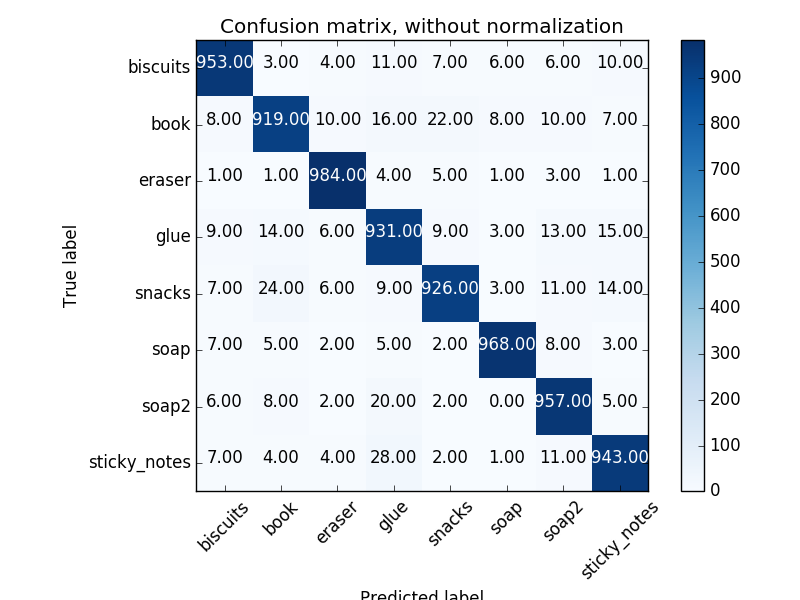 Confusion matrix, without normalization
biscuits 953.00 3.00 4.00 11.00 7.00 6.00 6.00 10.00
book 8.00 919.00 10.00 16.00 22.00 8.00 10.00 7.00
eraser 1.00 1.00 984.00 4.00 5.00 1.00 3.00 1.00
glue 9.00 14.00 6.00 931.00 9.00 3.00 13.00 15.00
snacks 7.00 24.00 6.00 9.00 926.00 3.00 11.00 14.00
soap 7.00 5.00 2.00 5.00 2.00 968.00 8.00 3.00
soap2 6.00 8.00 2.00 20.00 2.00 0.00 957.00 5.00
sticky_notes 7.00 4.00 4.00 28.00 2.00 1.00 11.00 943.00
True label
biscuits book eraser glue snacks soap soap2 sticky_notes
Predicted label
900
800
700
600
500
400
300
200
100
0